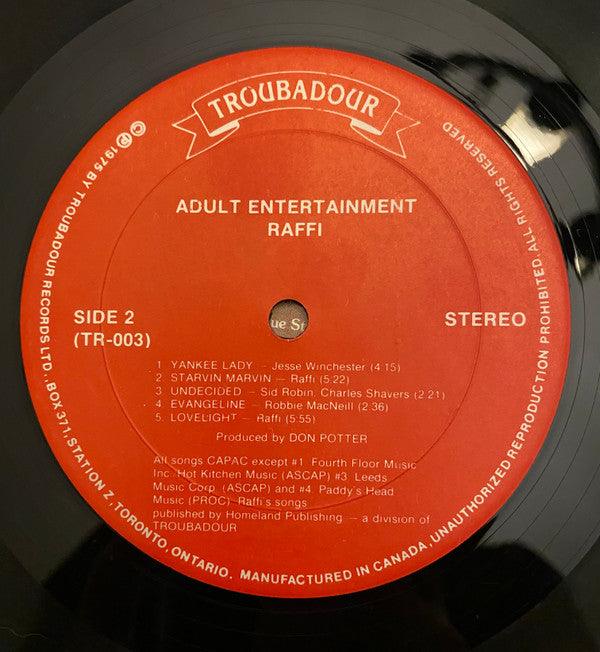 TROUBADOUR
ADULT ENTERTAINMENT
RAFFI
SIDE 2
(TR-003)
STEREO
ue St
1 YANKEE LADY – Jesse Winchester (4:15)
2 STARVIN MARVIN – Raffi (5:22)
3 UNDECIDED – Sid Robin, Charles Shavers (2.21)
4 EVANGELINE – Robbie MacNeill (2.36)
5. LOVELIGHT – Raffi (5:55)
Produced by DON POTTER
All songs CAPAC except #1 Fourth Floor Music
Inc. Hot Kitchen Music (ASCAP) #3 Leeds
Music Corp. (ASCAP) and #4 Paddy's Head
Music (PROC) Raffi's songs
published by Homeland Publishing – a division of
TROUBADOUR
© ℗ 1975 BY TROUBADOUR RECORDS LTD., BOX 371, STATION Z, TORONTO, ONTARIO. MANUFACTURED IN CANADA, UNAUTHORIZED REPRODUCTION PROHIBITED. ALL RIGHTS RESERVED